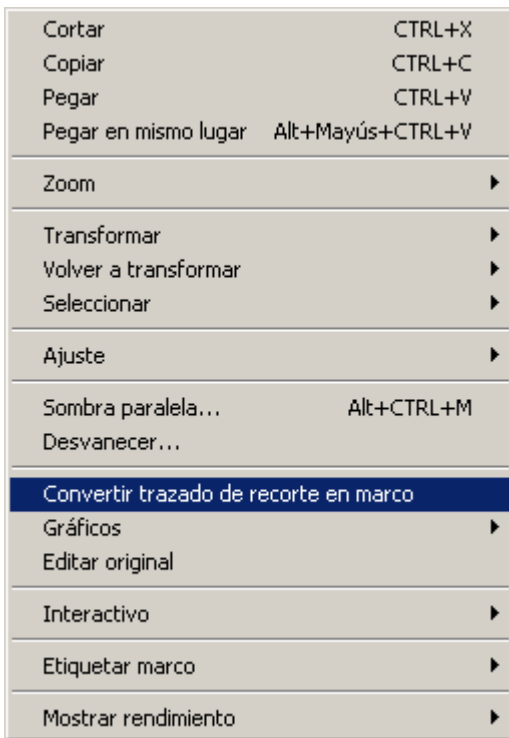 Cortar CTRL+X
Copiar CTRL+C
Pegar CTRL+V
Pegar en mismo lugar Alt+Mayús+CTRL+V
Zoom
Transformar
Volver a transformar
Seleccionar
Ajuste
Sombra paralela... Alt+CTRL+M
Desvanecer...
Convertir trazado de recorte en marco
Gráficos
Editar original
Interactivo
Etiquetar marco
Mostrar rendimiento